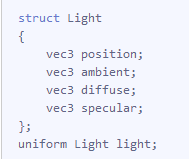 struct Light
{
    vec3 position;
    vec3 ambient;
    vec3 diffuse;
    vec3 specular;
};
uniform Light light;